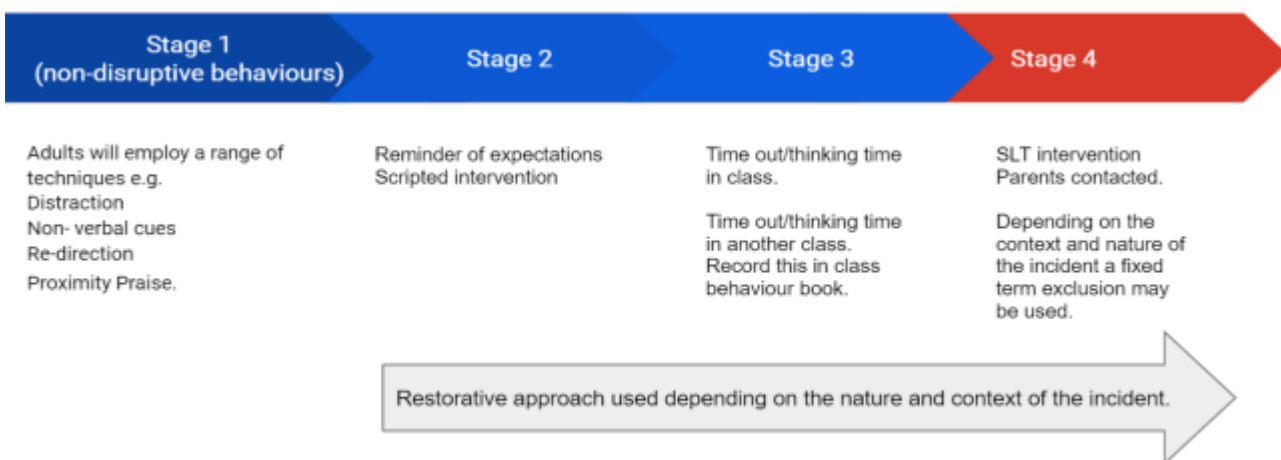 Stage 1
(non-disruptive behaviours)
Stage 2
Stage 3
Stage 4
Adults will employ a range of
techniques e.g.
Distraction
Non- verbal cues
Re-direction
Proximity Praise.
Reminder of expectations
Scripted intervention
Time out/thinking time
in class.
Time out/thinking time
in another class.
Record this in class
behaviour book.
SLT intervention
Parents contacted.
Depending on the
context and nature of
the incident a fixed
term exclusion may
be used.
Restorative approach used depending on the nature and context of the incident.